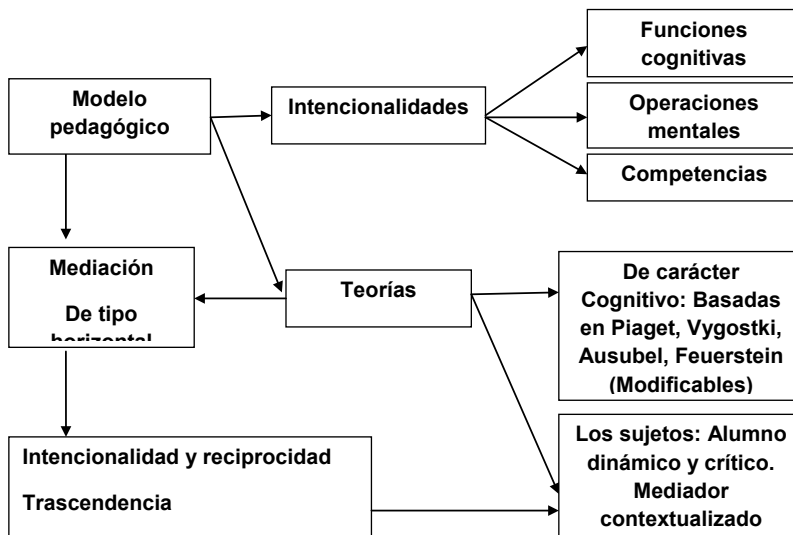 Funciones
cognitivas
Modelo
pedagógico
Intencionalidades
Operaciones
mentales
Competencias
Mediación
De tipo
horizontal
Teorías
De carácter
Cognitivo: Basadas
en Piaget, Vygostki,
Ausubel, Feuerstein
(Modificables)
Intencionalidad y reciprocidad
Trascendencia
Los sujetos: Alumno
dinámico y crítico.
Mediador
contextualizado